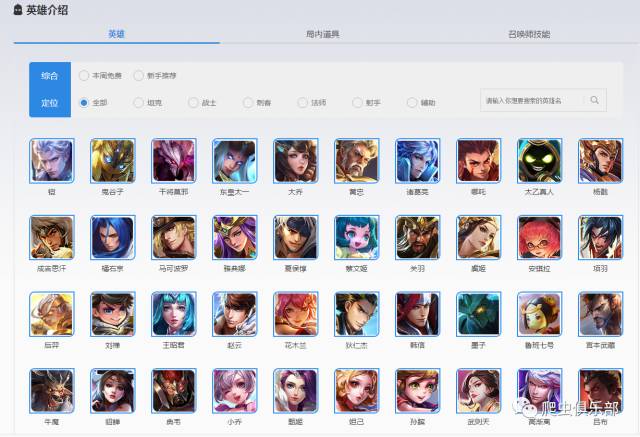 英雄介绍
英雄 局内道具 召唤师技能
综合 本周免费 新手推荐
定位 全部 坦克 战士 刺客 法师 射手 辅助 请输入你想要搜索的英雄名
铠 鬼谷子 干将莫邪 东皇太一 大乔 黄忠 诸葛亮 哪吒 太乙真人 杨戬
成吉思汗 橘右京 马可波罗 雅典娜 夏侯惇 蔡文姬 关羽 虞姬 安琪拉 项羽
后羿 刘禅 王昭君 赵云 花木兰 狄仁杰 韩信 墨子 鲁班七号 宫本武藏
牛魔 貂蝉 典韦 小乔 甄姬 妲己 孙膑 武则天 高渐离 吕布
爬虫俱乐部